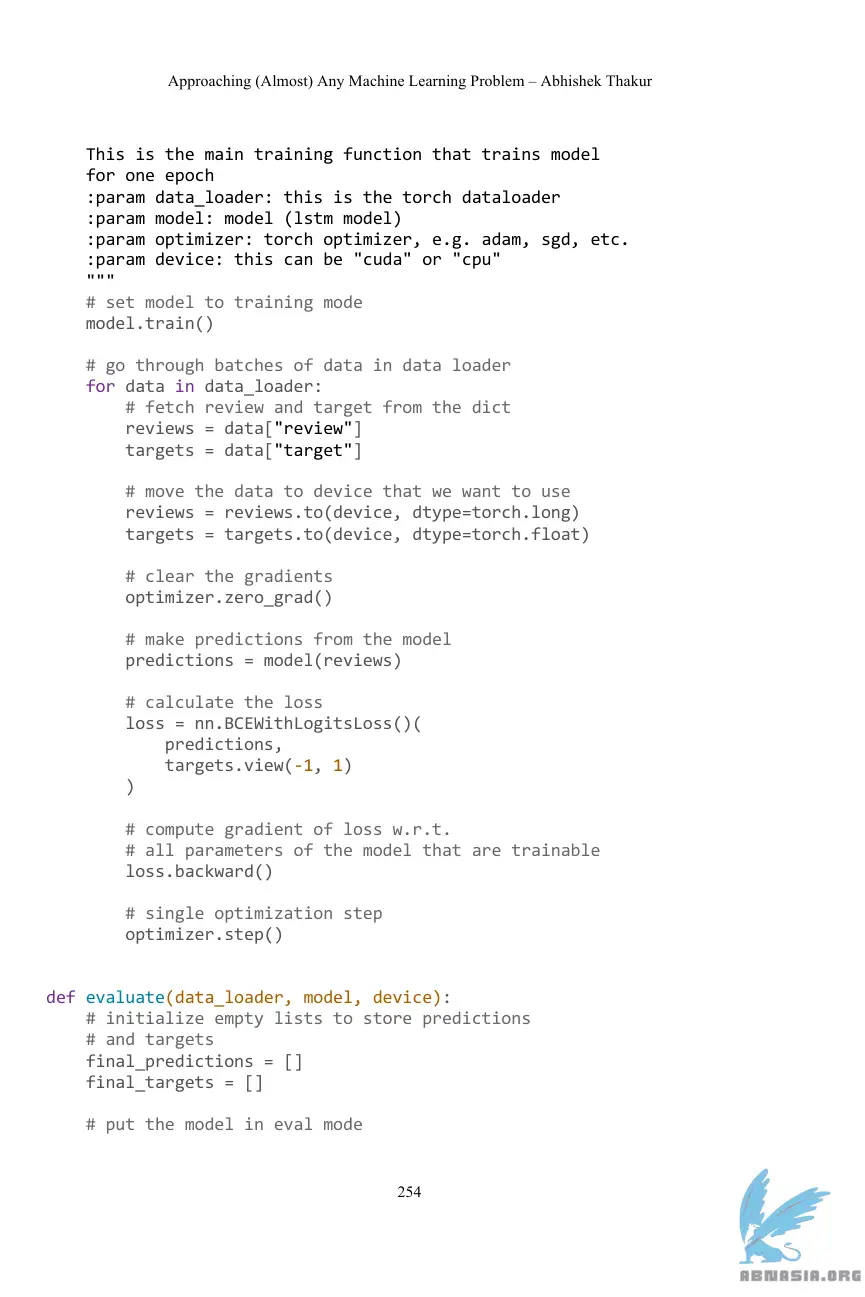 Approaching (Almost) Any Machine Learning Problem – Abhishek Thakur
    This is the main training function that trains model
    for one epoch
    :param data_loader: this is the torch dataloader
    :param model: model (lstm model)
    :param optimizer: torch optimizer, e.g. adam, sgd, etc.
    :param device: this can be "cuda" or "cpu"
    """
    # set model to training mode
    model.train()

    # go through batches of data in data loader
    for data in data_loader:
        # fetch review and target from the dict
        reviews = data["review"]
        targets = data["target"]

        # move the data to device that we want to use
        reviews = reviews.to(device, dtype=torch.long)
        targets = targets.to(device, dtype=torch.float)

        # clear the gradients
        optimizer.zero_grad()

        # make predictions from the model
        predictions = model(reviews)

        # calculate the loss
        loss = nn.BCEWithLogitsLoss()(
            predictions,
            targets.view(-1, 1)
        )

        # compute gradient of loss w.r.t.
        # all parameters of the model that are trainable
        loss.backward()

        # single optimization step
        optimizer.step()


def evaluate(data_loader, model, device):
    # initialize empty lists to store predictions
    # and targets
    final_predictions = []
    final_targets = []

    # put the model in eval mode
254
ABNASIA.ORG